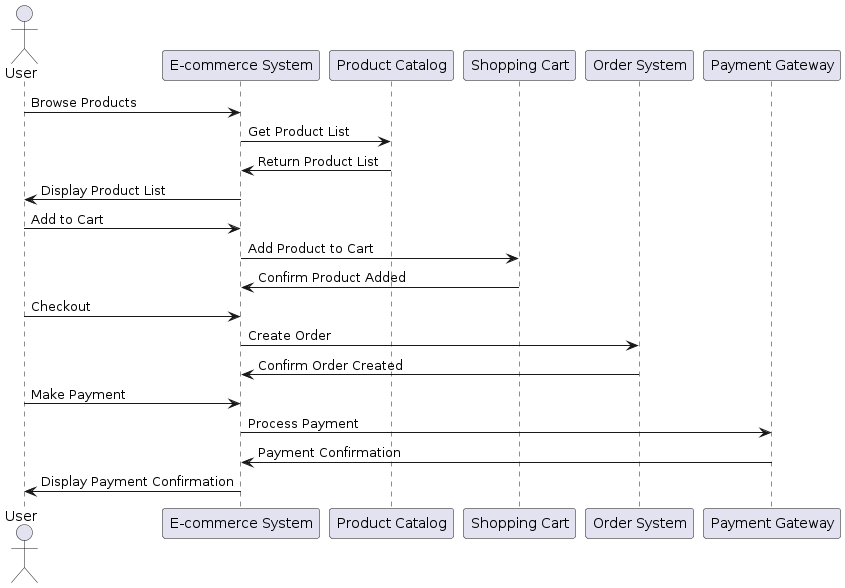 User
E-commerce System
Product Catalog
Shopping Cart
Order System
Payment Gateway
Browse Products
Get Product List
Return Product List
Display Product List
Add to Cart
Add Product to Cart
Confirm Product Added
Checkout
Create Order
Confirm Order Created
Make Payment
Process Payment
Payment Confirmation
Display Payment Confirmation
User
E-commerce System
Product Catalog
Shopping Cart
Order System
Payment Gateway